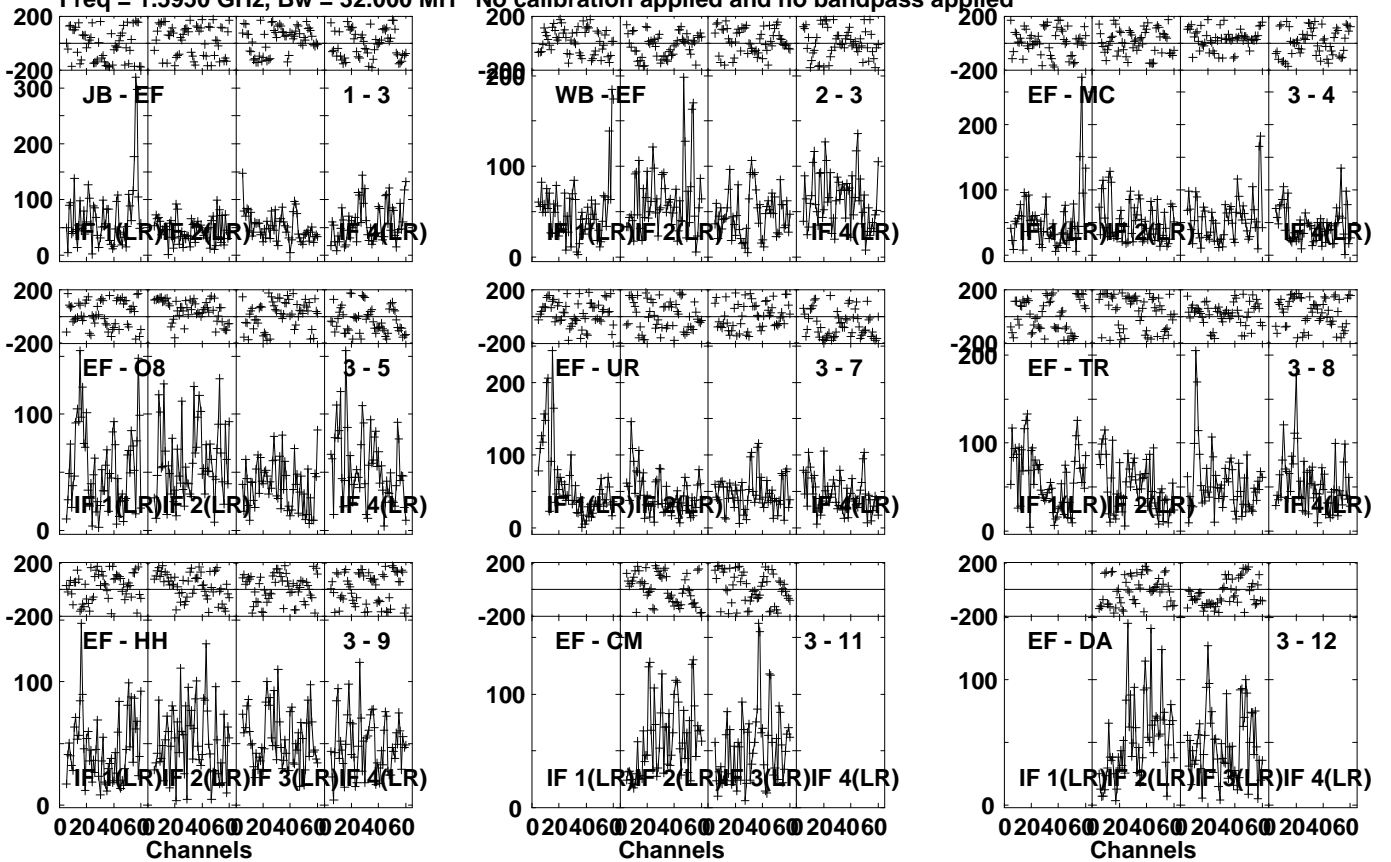 Freq = 1.5950 GHz, Bw = 32.000 MH No calibration applied and no bandpass applied
200 200 200
-200 -200 -200
300 200 200
JB - EF 1 - 3 WB - EF 2 - 3 EF - MC 3 - 4
200 100 100
100
IF 1(LR) IF 2(LR) IF 4(LR) IF 1(LR) IF 2(LR) IF 4(LR) IF 1(LR) IF 2(LR) IF 4(LR)
0 0 0
200 200 200
-200 -200 -200
EF - O8 3 - 5 EF - UR 3 - 7 EF - TR 3 - 8
100 200 200
100 100
IF 1(LR) IF 2(LR) IF 4(LR) IF 1(LR) IF 2(LR) IF 4(LR) IF 1(LR) IF 2(LR) IF 4(LR)
0 0 0
200 200 200
-200 -200 -200
EF - HH 3 - 9 EF - CM 3 - 11 EF - DA 3 - 12
100 100 100
IF 1(LR) IF 2(LR) IF 3(LR) IF 4(LR) IF 1(LR) IF 2(LR) IF 3(LR) IF 4(LR) IF 1(LR) IF 2(LR) IF 3(LR) IF 4(LR)
0 0 0
0 20 40 60 0 20 40 60 0 20 40 60 0 20 40 60 0 20 40 60 0 20 40 60 0 20 40 60 0 20 40 60 0 20 40 60 0 20 40 60 0 20 40 60 0 20 40 60
Channels Channels Channels